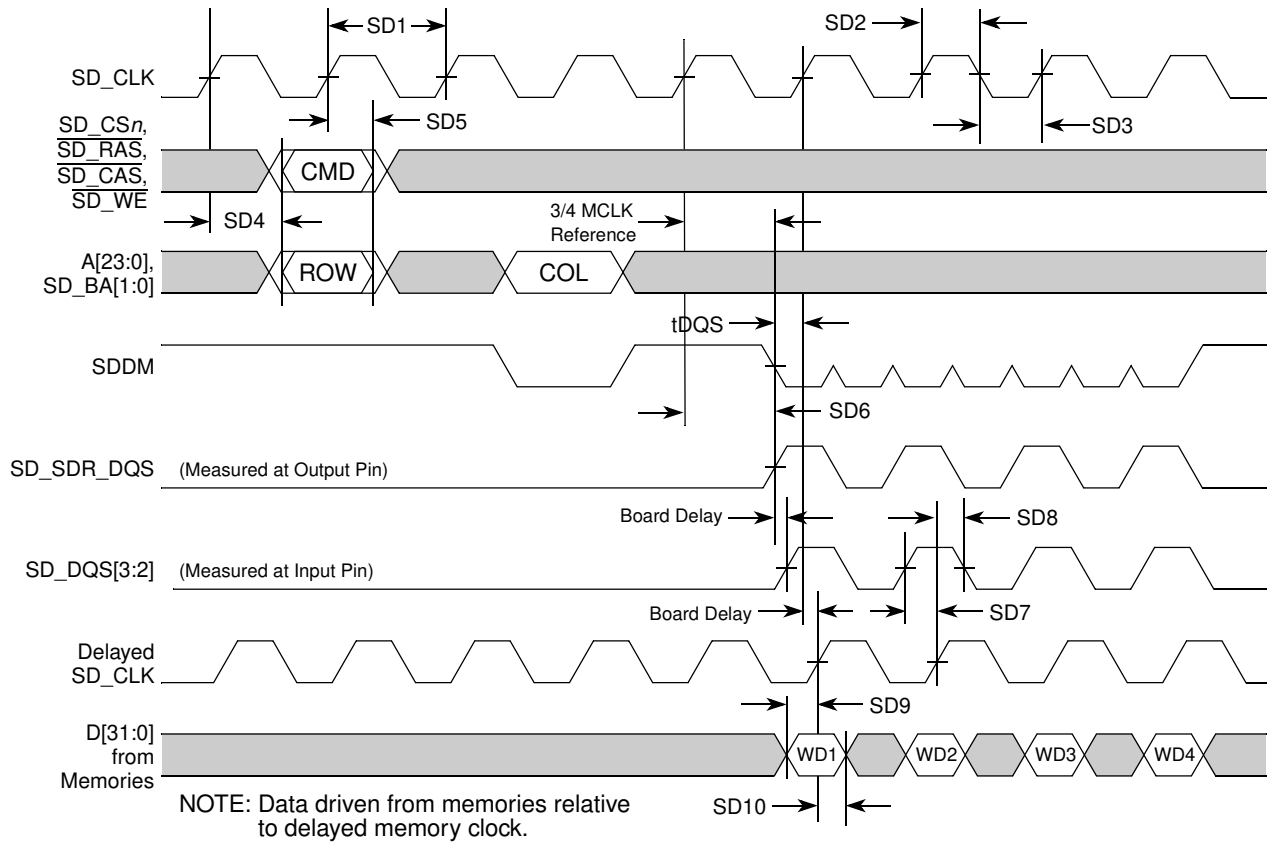 SD1
SD2
SD_CLK
SD5
SD3
SD_CSn,
SD_RAS,
SD_CAS,
SD_WE
CMD
SD4
3/4 MCLK
Reference
A[23:0],
SD_BA[1:0]
ROW
COL
tDQS
SDDM
SD6
SD_SDR_DQS
(Measured at Output Pin)
Board Delay
SD8
SD_DQS[3:2]
(Measured at Input Pin)
Board Delay
SD7
Delayed
SD_CLK
SD9
D[31:0]
from
Memories
WD1
WD2
WD3
WD4
SD10
NOTE: Data driven from memories relative
to delayed memory clock.